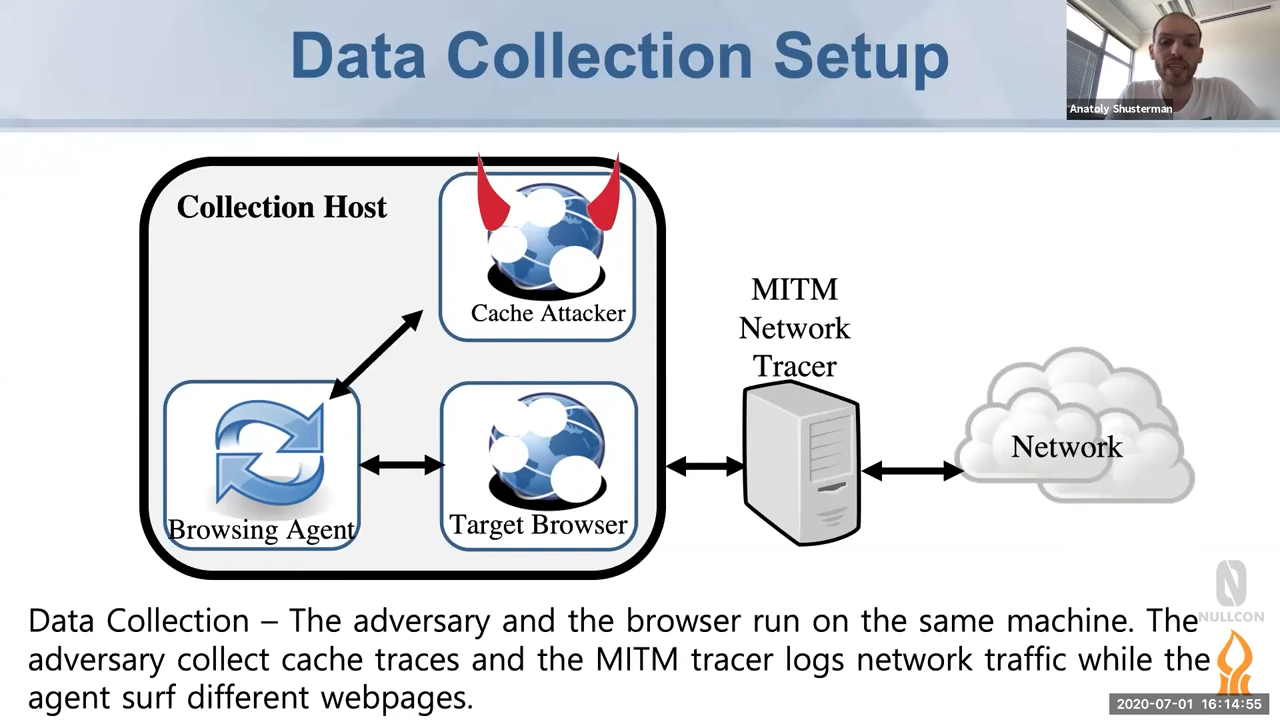 Data Collection Setup
Anatoly Shusterman
Collection Host
Cache Attacker
MITM
Network
Tracer
Network
Browsing Agent
Target Browser
Data Collection – The adversary and the browser run on the same machine. The
adversary collect cache traces and the MITM tracer logs network traffic while the
agent surf different webpages.
NULLCON
2020-07-01 16:14:55